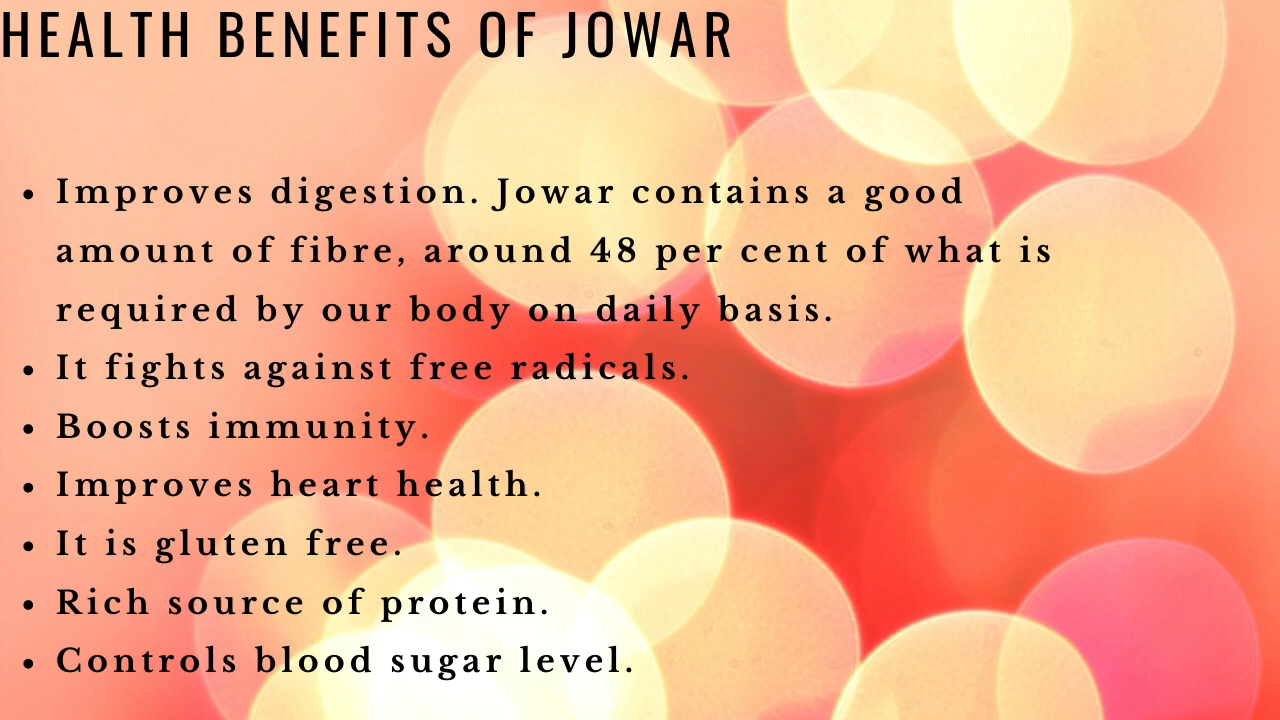 HEALTH BENEFITS OF JOWAR
• Improves digestion. Jowar contains a good
amount of fibre, around 48 per cent of what is
required by our body on daily basis.
• It fights against free radicals.
• Boosts immunity.
• Improves heart health.
• It is gluten free.
• Rich source of protein.
• Controls blood sugar level.